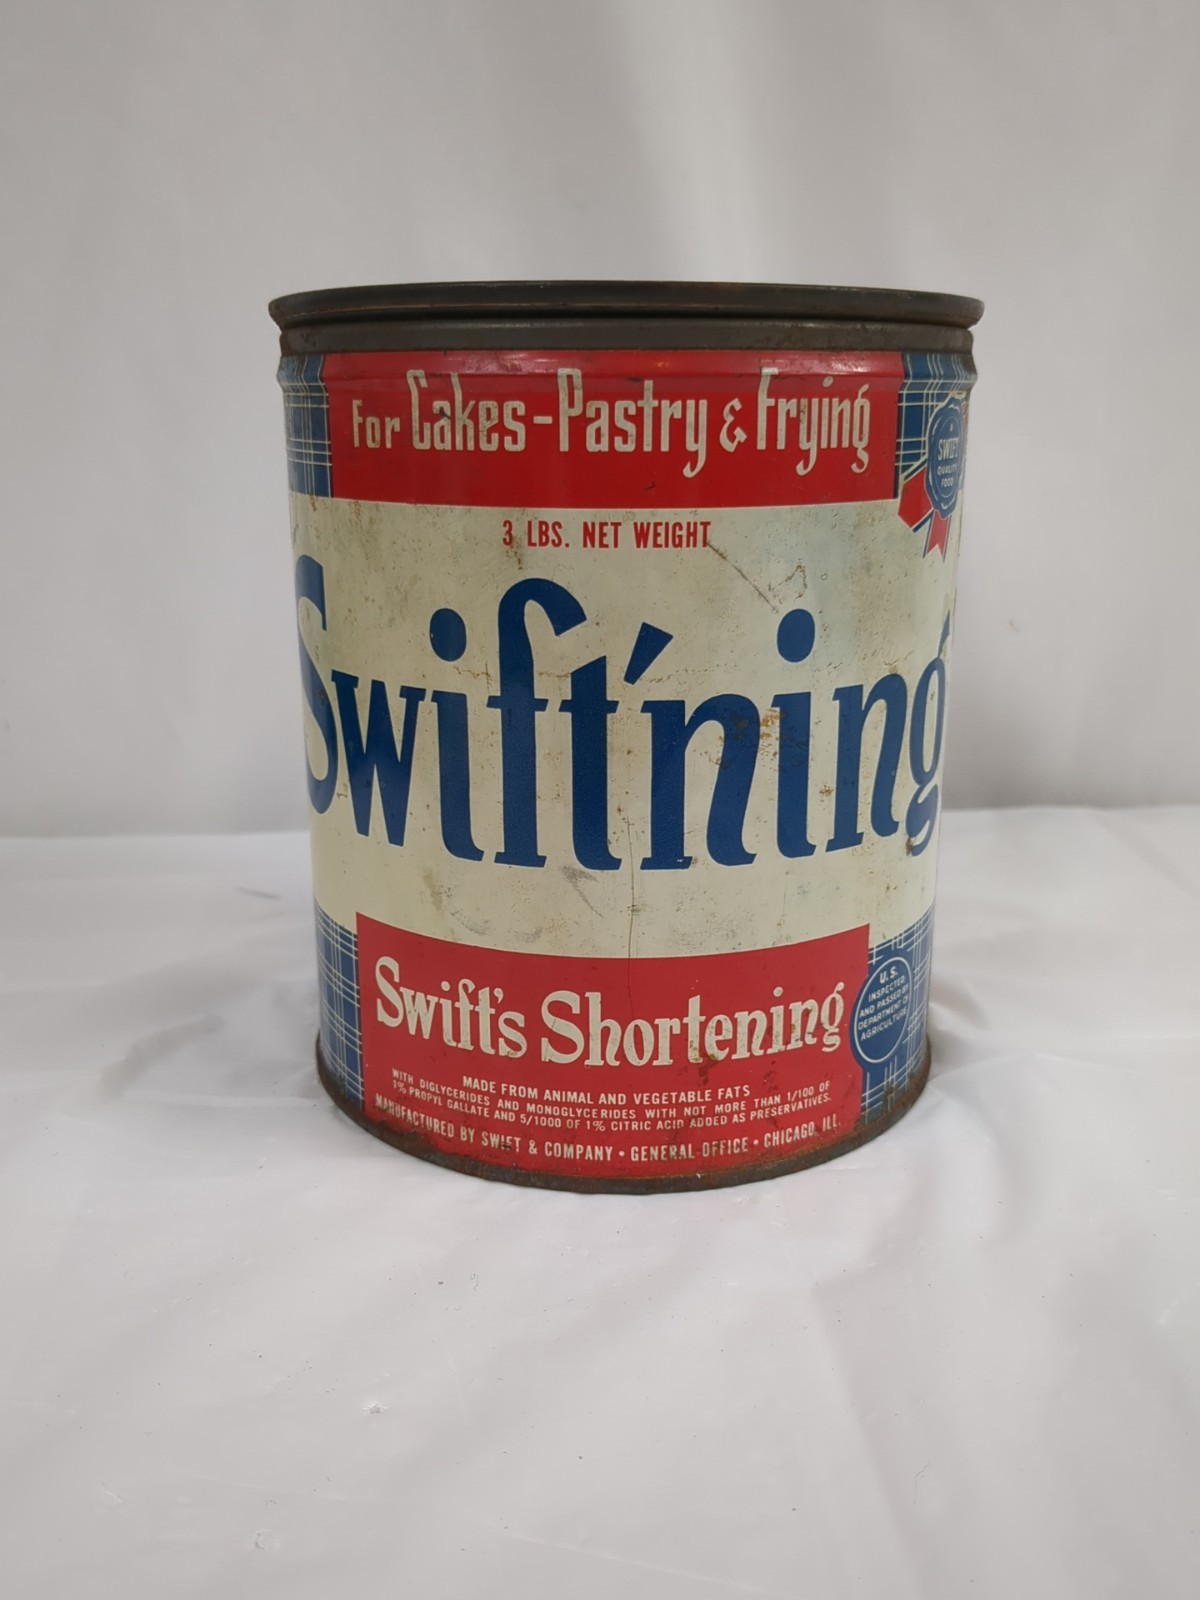 For Cakes-Pastry & Frying
SWIFT
QUALITY
FOOD
3 LBS. NET WEIGHT
Swift'ning
Swift's Shortening
U.S.
INSPECTED
AND PASSED BY
DEPARTMENT OF
AGRICULTURE
MADE FROM ANIMAL AND VEGETABLE FATS
WITH DIGLYCERIDES AND MONOGLYCERIDES WITH NOT MORE THAN 1/100 OF
1% PROPYL GALLATE AND 5/1000 OF 1% CITRIC ACID ADDED AS PRESERVATIVES.
MANUFACTURED BY SWIFT & COMPANY • GENERAL OFFICE • CHICAGO, ILL.